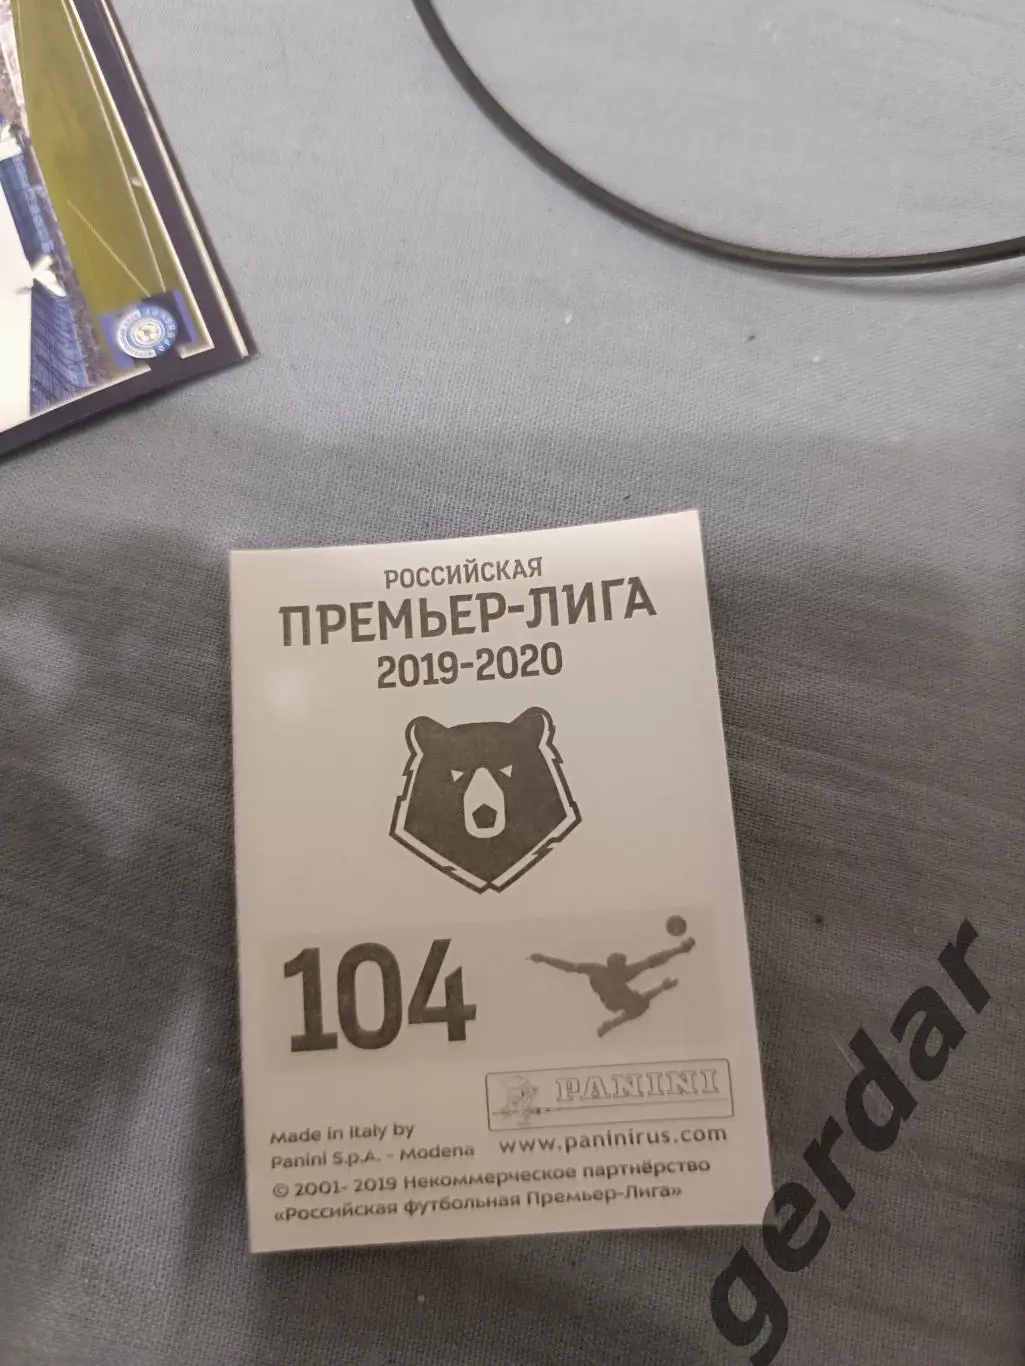 РОССИЙСКАЯ
ПРЕМЬЕР-ЛИГА
2019-2020
104
PANINI
Made in Italy by
Panini S.p.A. - Modena
www.paninirus.com
© 2001- 2019 Некоммерческое партнёрство
«Российская футбольная Премьер-Лига»
gerdar